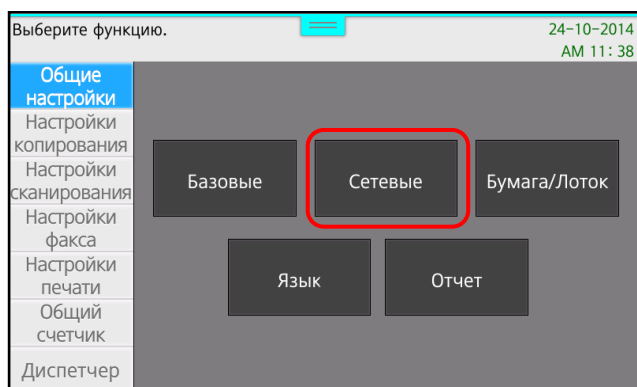 Выберите функцию.
24-10-2014
AM 11: 38
Общие
настройки
Настройки
копирования
Настройки
сканирования
Настройки
факса
Настройки
печати
Общий
счетчик
Диспетчер
Базовые
Сетевые
Бумага/Лоток
Язык
Отчет